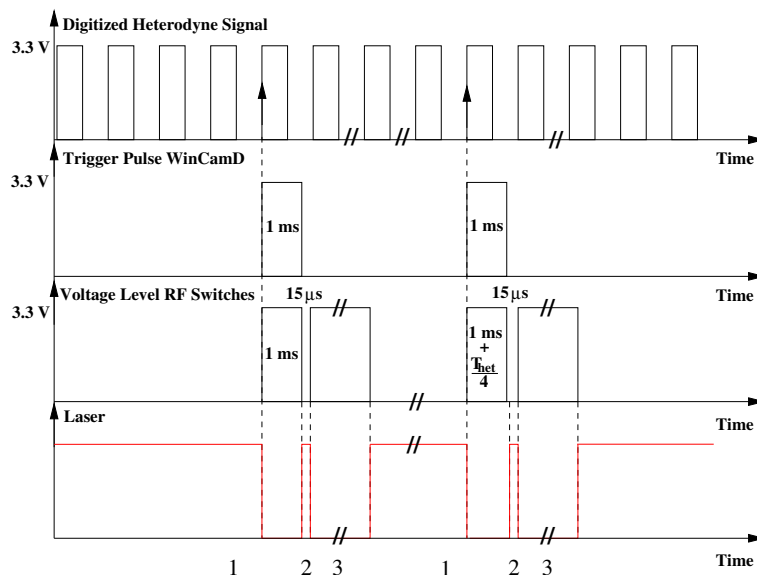 Digitized Heterodyne Signal
3.3 V
Time
Trigger Pulse WinCamD
3.3 V
1 ms
1 ms
Time
Voltage Level RF Switches
15 μs
15 μs
3.3 V
1 ms
1 ms
+
T_het
4
Time
Laser
Time
1 2 3 1 2 3